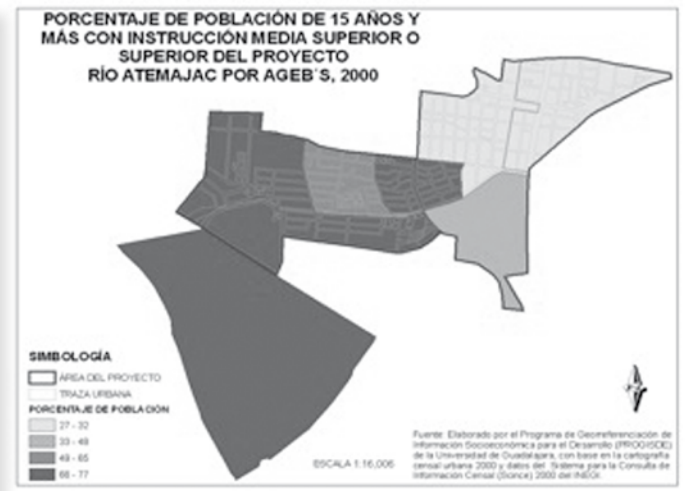 PORCENTAJE DE POBLACIÓN DE 15 AÑOS Y
MÁS CON INSTRUCCIÓN MEDIA SUPERIOR O
SUPERIOR DEL PROYECTO
RÍO ATEMAJAC POR AGEB´S, 2000
SIMBOLOGÍA
ÁREA DEL PROYECTO
TRAZA URBANA
PORCENTAJE DE POBLACIÓN
27 - 32
33 - 48
49 - 65
66 - 77
ESCALA 1:16,006
Fuente: Elaborado por el Programa de Georreferenciación de
Información Socioeconómica para el Desarrollo (PROGISDE)
de la Universidad de Guadalajara, con base en la cartografía
censal urbana 2000 y datos del Sistema para la Consulta de
Información Censal (Scince) 2000 del INEGI.